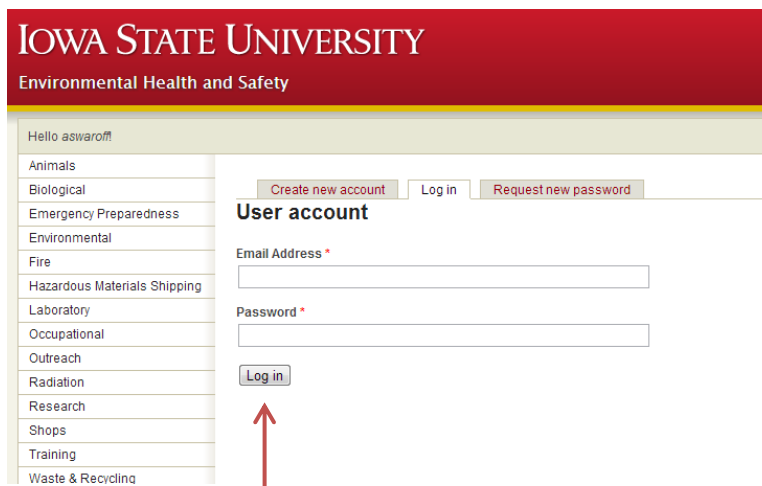 IOWA STATE UNIVERSITY
Environmental Health and Safety
Hello aswaroff!
Animals
Biological
Emergency Preparedness
Environmental
Fire
Hazardous Materials Shipping
Laboratory
Occupational
Outreach
Radiation
Research
Shops
Training
Waste & Recycling
Create new account Log in Request new password
User account
Email Address *
Password *
Log in